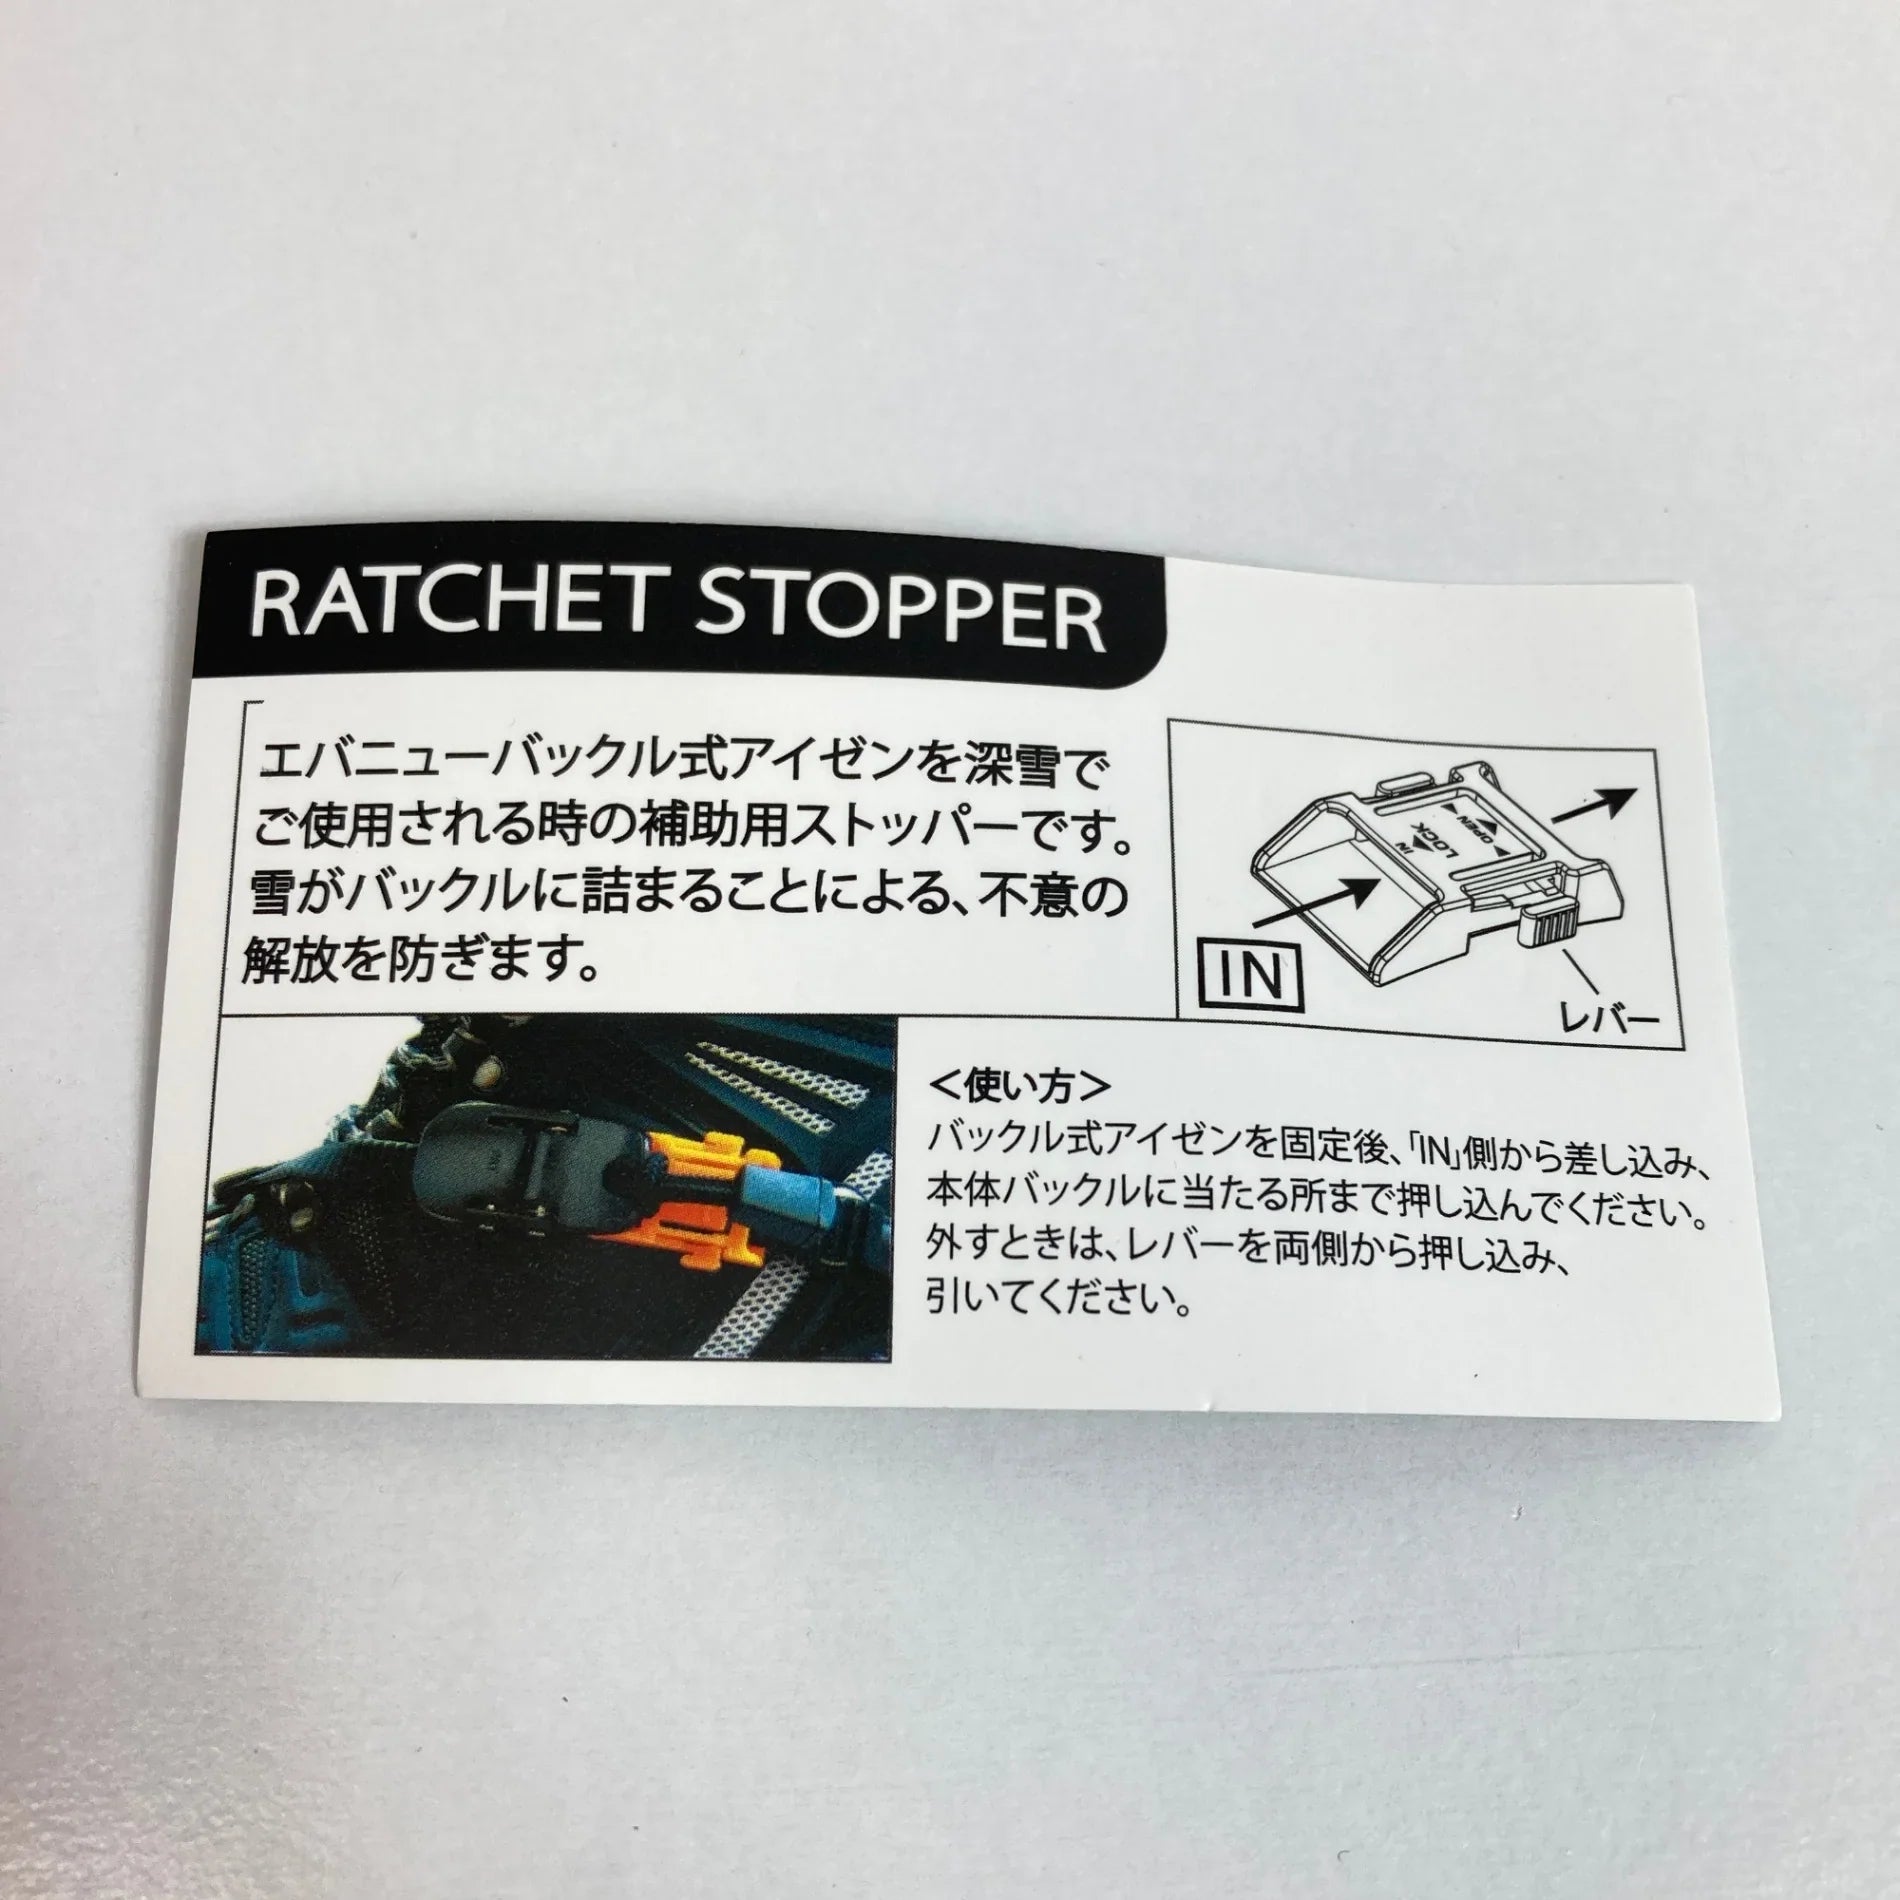 RATCHET STOPPER
エバニューバックル式アイゼンを深雪で
ご使用される時の補助用ストッパーです。
雪がバックルに詰まることによる、不意の
解放を防ぎます。
OPEN
LOCK
IN
IN
レバー
＜使い方＞
バックル式アイゼンを固定後、「IN」側から差し込み、
本体バックルに当たる所まで押し込んでください。
外すときは、レバーを両側から押し込み、
引いてください。